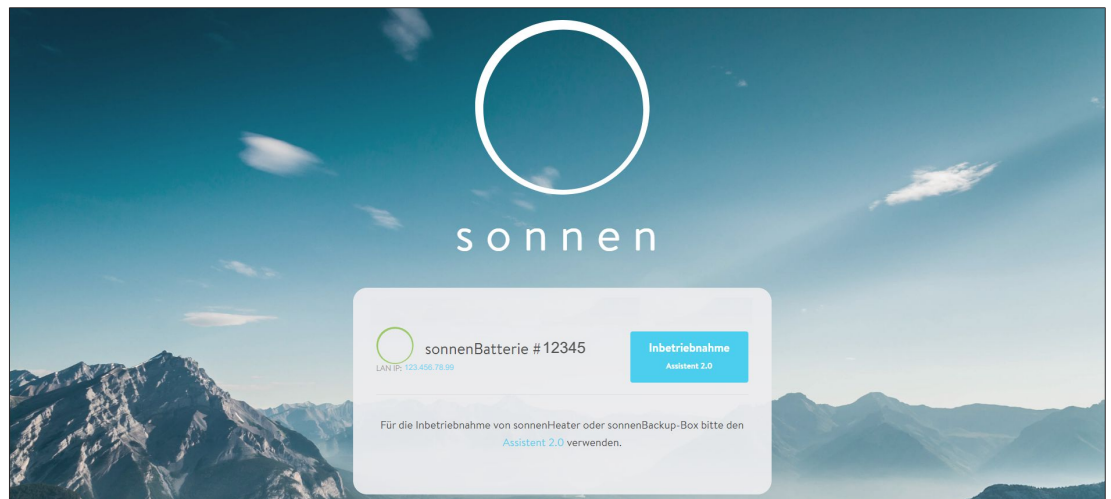 sonnen
sonnenBatterie #12345
LAN IP: 123.466.78.99
Inbetriebnahme
Assistent 2.0
Für die Inbetriebnahme von sonnenHeater oder sonnenBackup-Box bitte den
Assistent 2.0 verwenden.